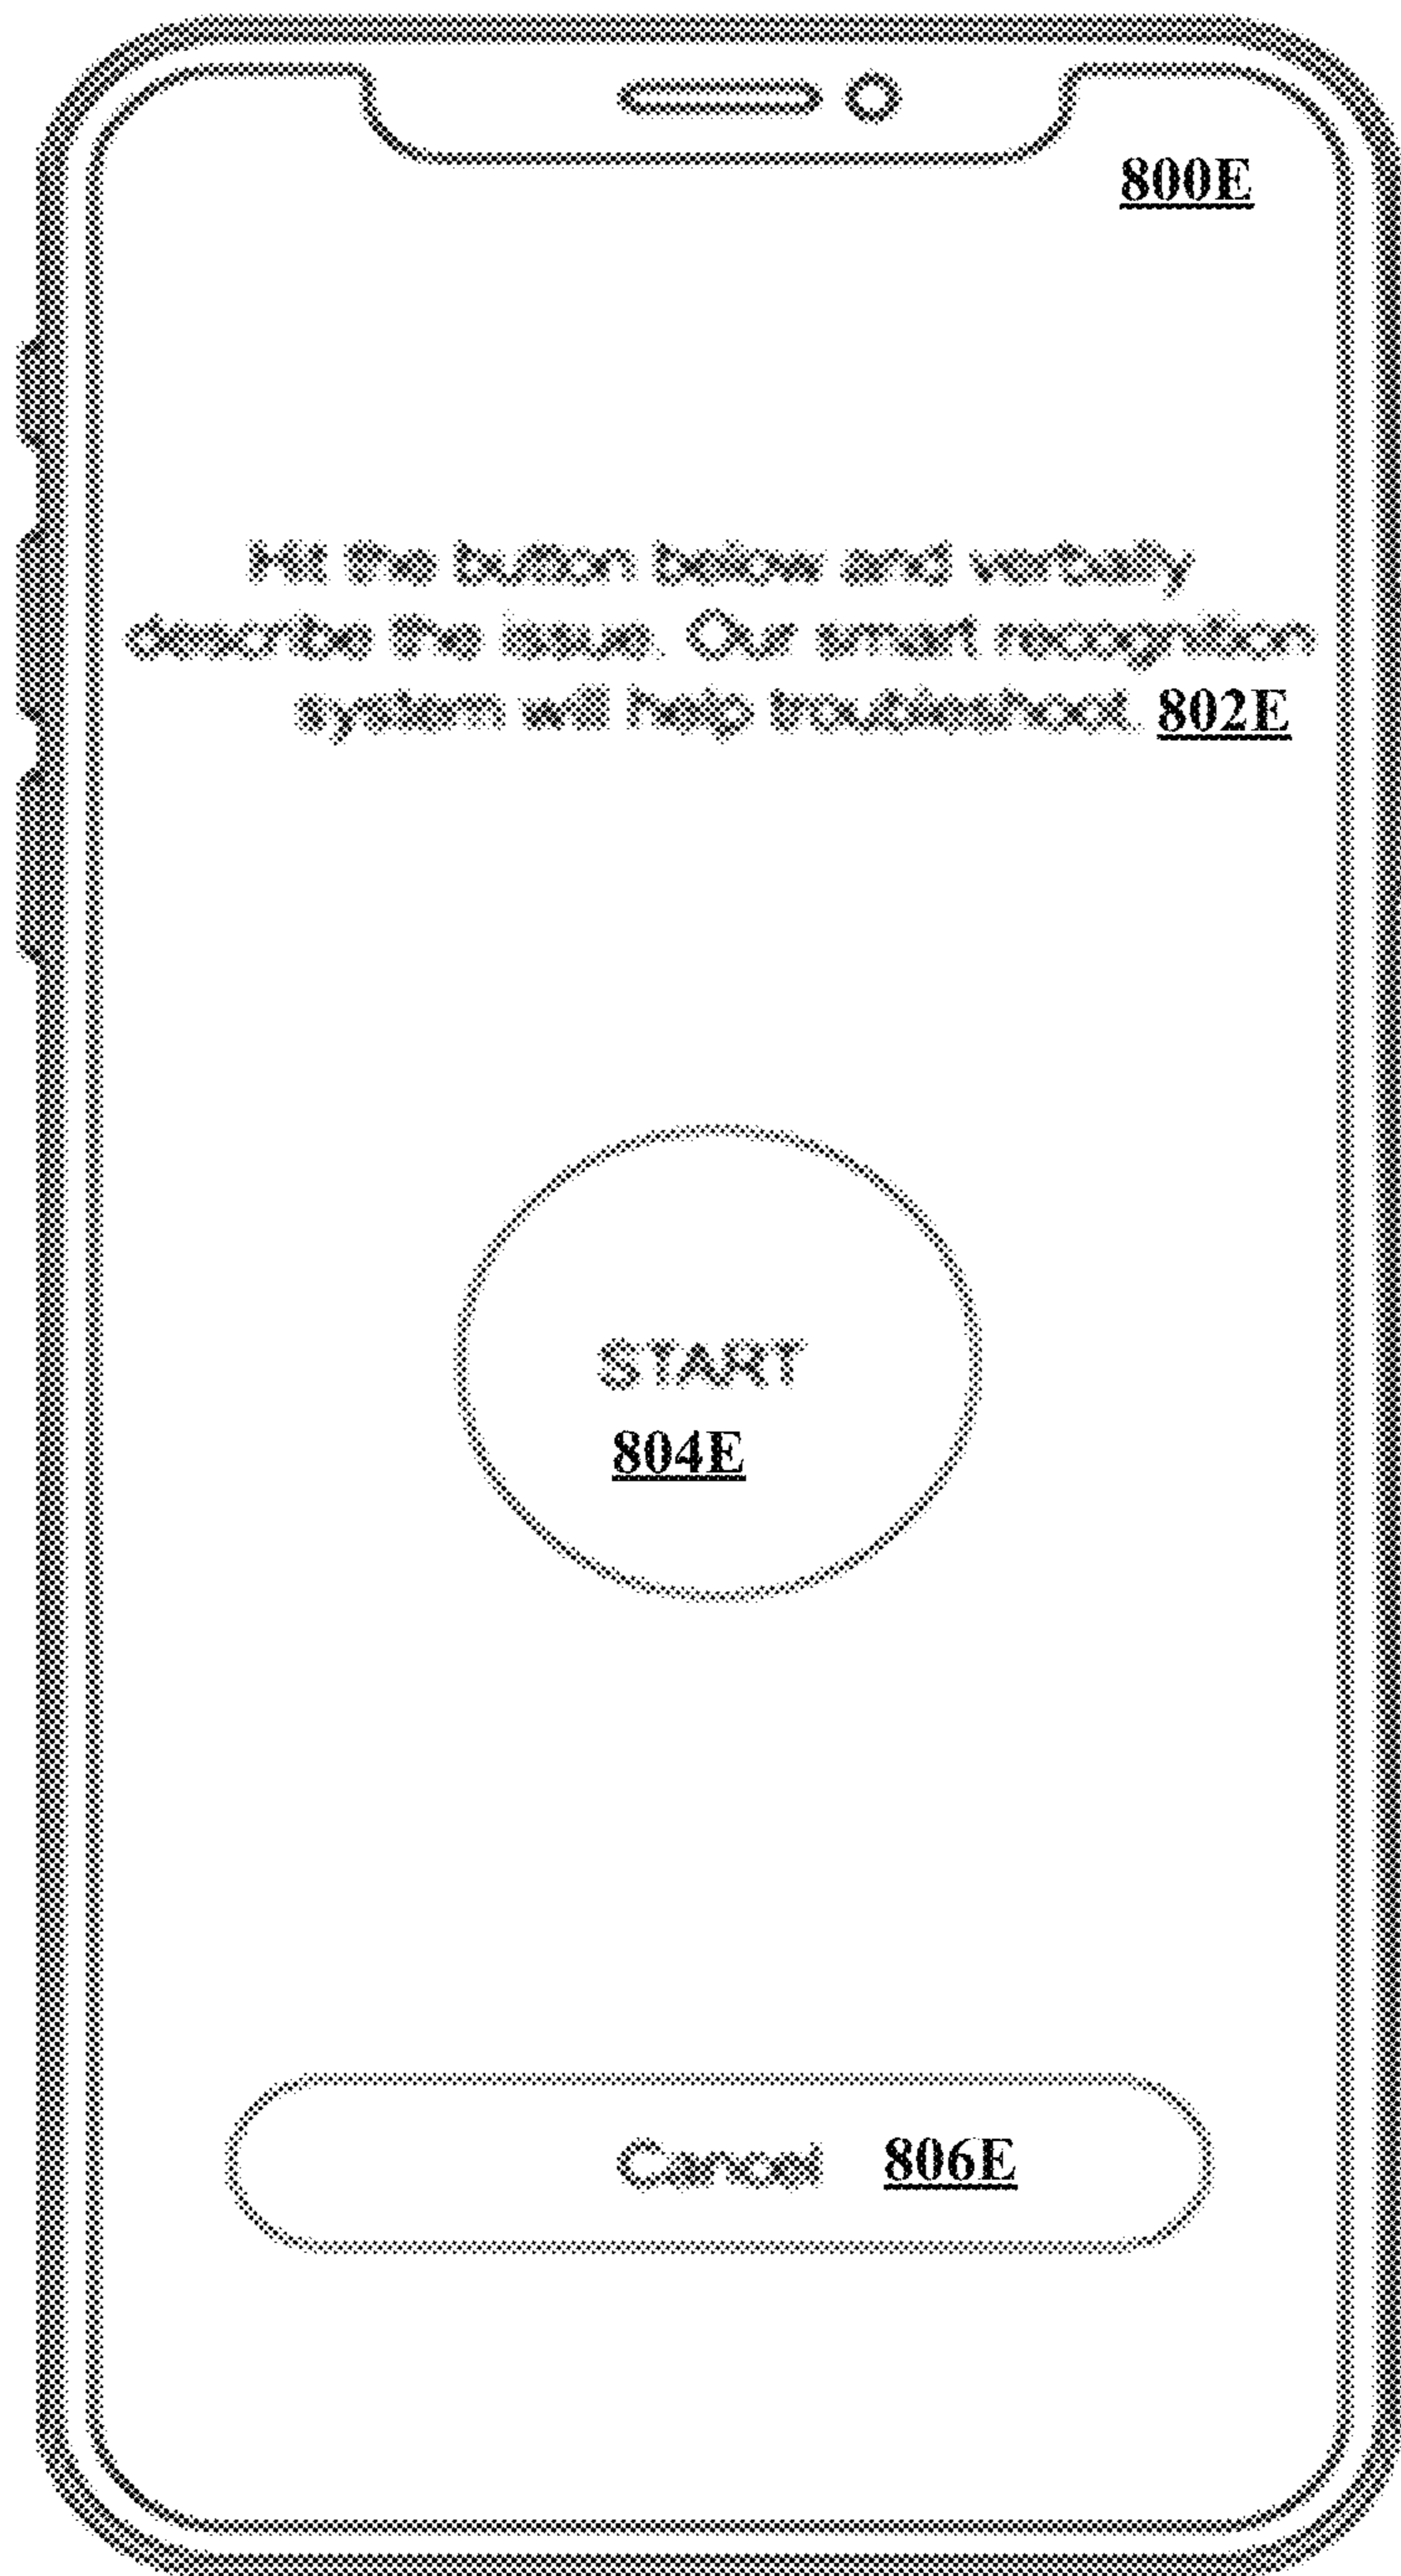 800E
Hit the button below and verbally
describe the issue. Our smart recognition
system will help troubleshoot. 802E
START
804E
Cancel 806E